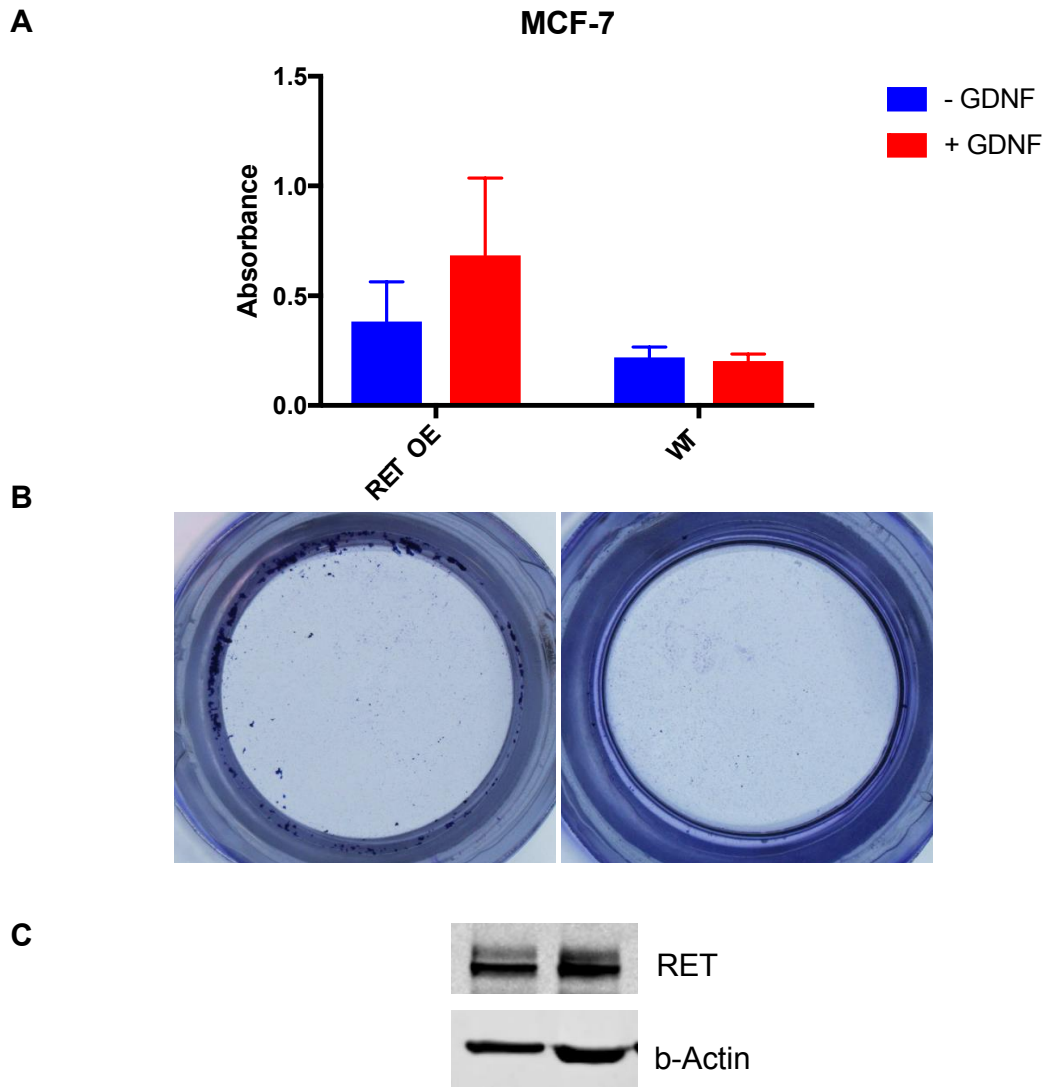 A
MCF-7
1.5
1.0
0.5
0.0
Absorbance
- GDNF
+ GDNF
RET OE
WT
B
C
RET
b-Actin